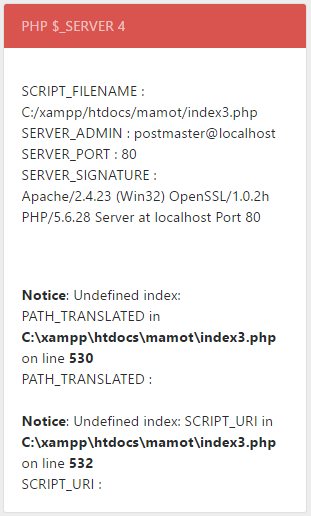 PHP $_SERVER 4
SCRIPT_FILENAME :
C:/xampp/htdocs/mamot/index3.php
SERVER_ADMIN : postmaster@localhost
SERVER_PORT : 80
SERVER_SIGNATURE :
Apache/2.4.23 (Win32) OpenSSL/1.0.2h
PHP/5.6.28 Server at localhost Port 80
Notice: Undefined index:
PATH_TRANSLATED in
C:\xampp\htdocs\mamot\index3.php
on line 530
PATH_TRANSLATED :
Notice: Undefined index: SCRIPT_URI in
C:\xampp\htdocs\mamot\index3.php
on line 532
SCRIPT_URI :